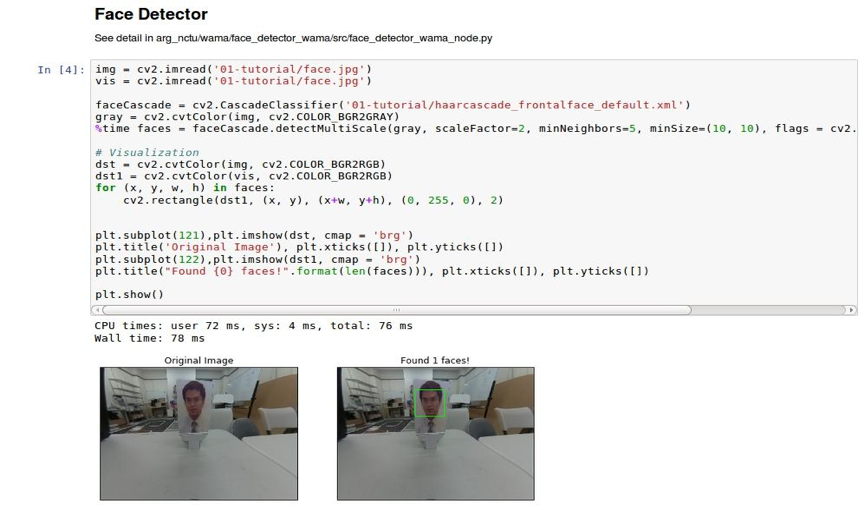 Face Detector
See detail in arg_nctu/wama/face_detector_wama/src/face_detector_wama_node.py
In [4]:
img = cv2.imread('01-tutorial/face.jpg')
vis = cv2.imread('01-tutorial/face.jpg')
faceCascade = cv2.CascadeClassifier('01-tutorial/haarcascade_frontalface_default.xml')
gray = cv2.cvtColor(img, cv2.COLOR_BGR2GRAY)
%time faces = faceCascade.detectMultiScale(gray, scaleFactor=2, minNeighbors=5, minSize=(10, 10), flags = cv2.
# Visualization
dst = cv2.cvtColor(img, cv2.COLOR_BGR2RGB)
dst1 = cv2.cvtColor(vis, cv2.COLOR_BGR2RGB)
for (x, y, w, h) in faces:
    cv2.rectangle(dst1, (x, y), (x+w, y+h), (0, 255, 0), 2)
plt.subplot(121),plt.imshow(dst, cmap = 'brg')
plt.title('Original Image'), plt.xticks([]), plt.yticks([])
plt.subplot(122),plt.imshow(dst1, cmap = 'brg')
plt.title("Found {0} faces!".format(len(faces))), plt.xticks([]), plt.yticks([])
plt.show()
CPU times: user 72 ms, sys: 4 ms, total: 76 ms
Wall time: 78 ms
Original Image
Found 1 faces!